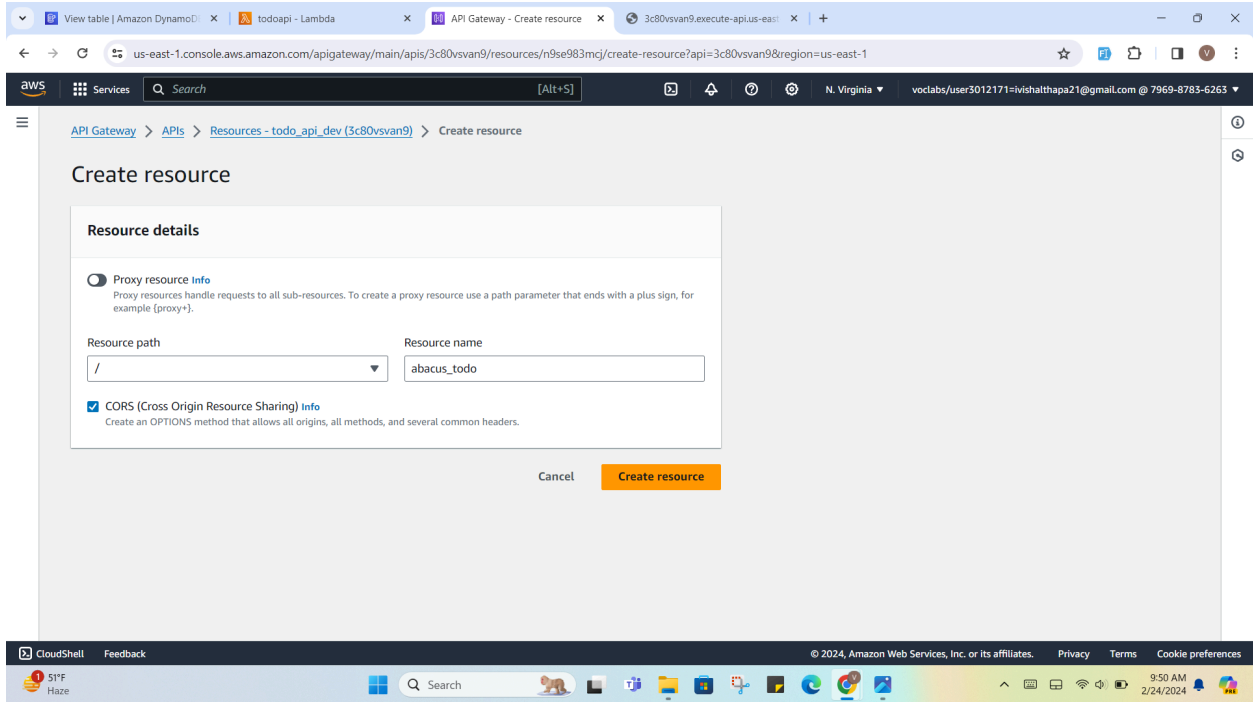 View table | Amazon DynamoD
todoapi - Lambda
API Gateway - Create resource
3c80vsvan9.execute-api.us-east
us-east-1.console.aws.amazon.com/apigateway/main/apis/3c80vsvan9/resources/n9se983mcj/create-resource?api=3c80vsvan9&region=us-east-1
V
aws
Services
Search
[Alt+S]
N. Virginia
voclabs/user3012171=ivishalthapa21@gmail.com @ 7969-8783-6263
API Gateway > APIs > Resources - todo_api_dev (3c80vsvan9) > Create resource
Create resource
Resource details
Proxy resource Info
Proxy resources handle requests to all sub-resources. To create a proxy resource use a path parameter that ends with a plus sign, for
example {proxy+}.
Resource path
Resource name
/
abacus_todo
CORS (Cross Origin Resource Sharing) Info
Create an OPTIONS method that allows all origins, all methods, and several common headers.
Cancel
Create resource
CloudShell
Feedback
© 2024, Amazon Web Services, Inc. or its affiliates.
Privacy
Terms
Cookie preferences
1
51°F
Haze
Search
9:50 AM
2/24/2024
PRE